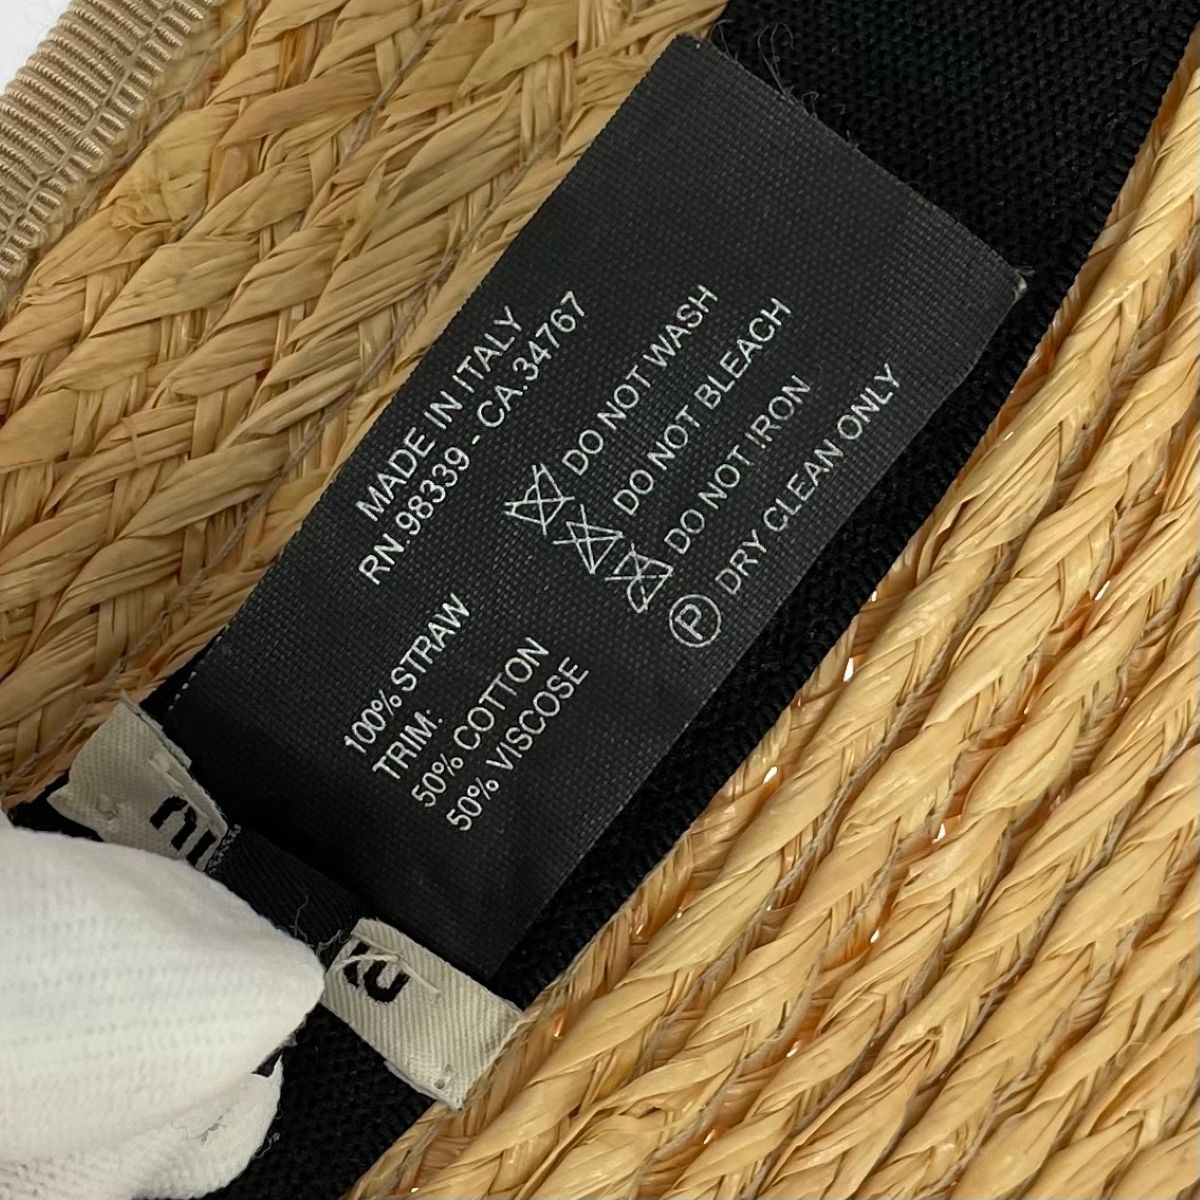 MADE IN ITALY
RN.98339 - CA.34767
DO NOT WASH
DO NOT BLEACH
DO NOT IRON
P DRY CLEAN ONLY
100% STRAW
TRIM:
50% COTTON
50% VISCOSE